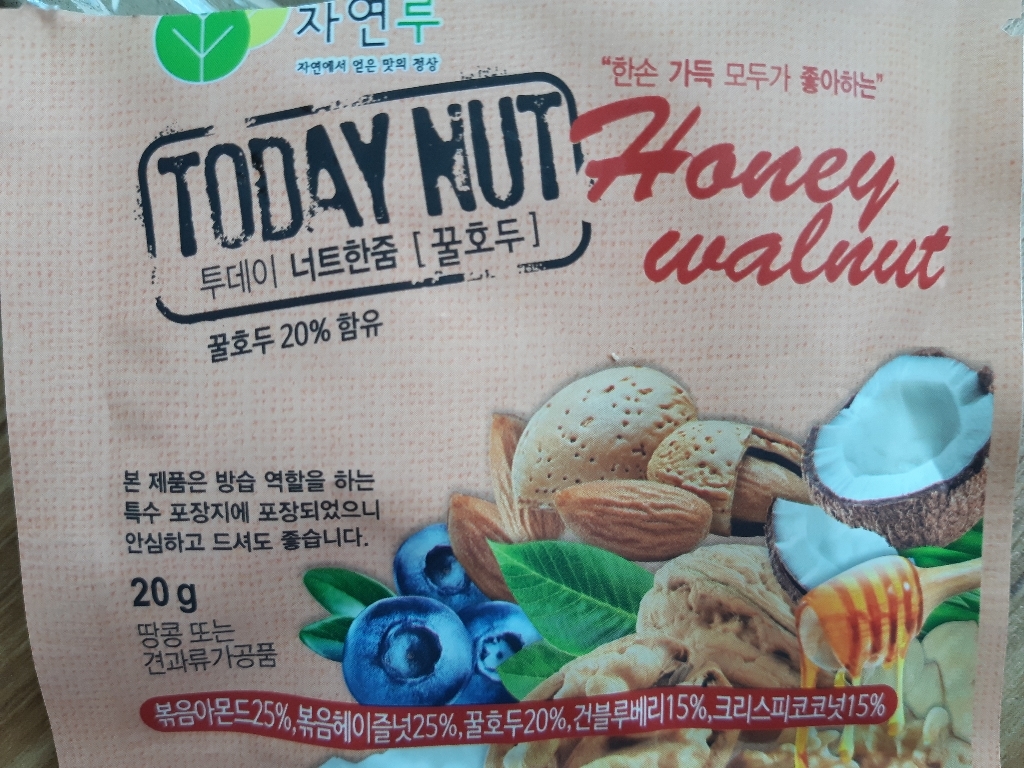 자연루
자연에서 얻은 맛의 정상
"한손 가득 모두가 좋아하는"
TODAY NUT
Honey
walnut
투데이 너트한줌 [꿀호두]
꿀호두 20% 함유
본 제품은 방습 역할을 하는
특수 포장지에 포장되었으니
안심하고 드셔도 좋습니다.
20 g
땅콩 또는
견과류가공품
볶음아몬드25%,볶음헤이즐넛25%,꿀호두20%,건블루베리15%,크리스피코코넛15%